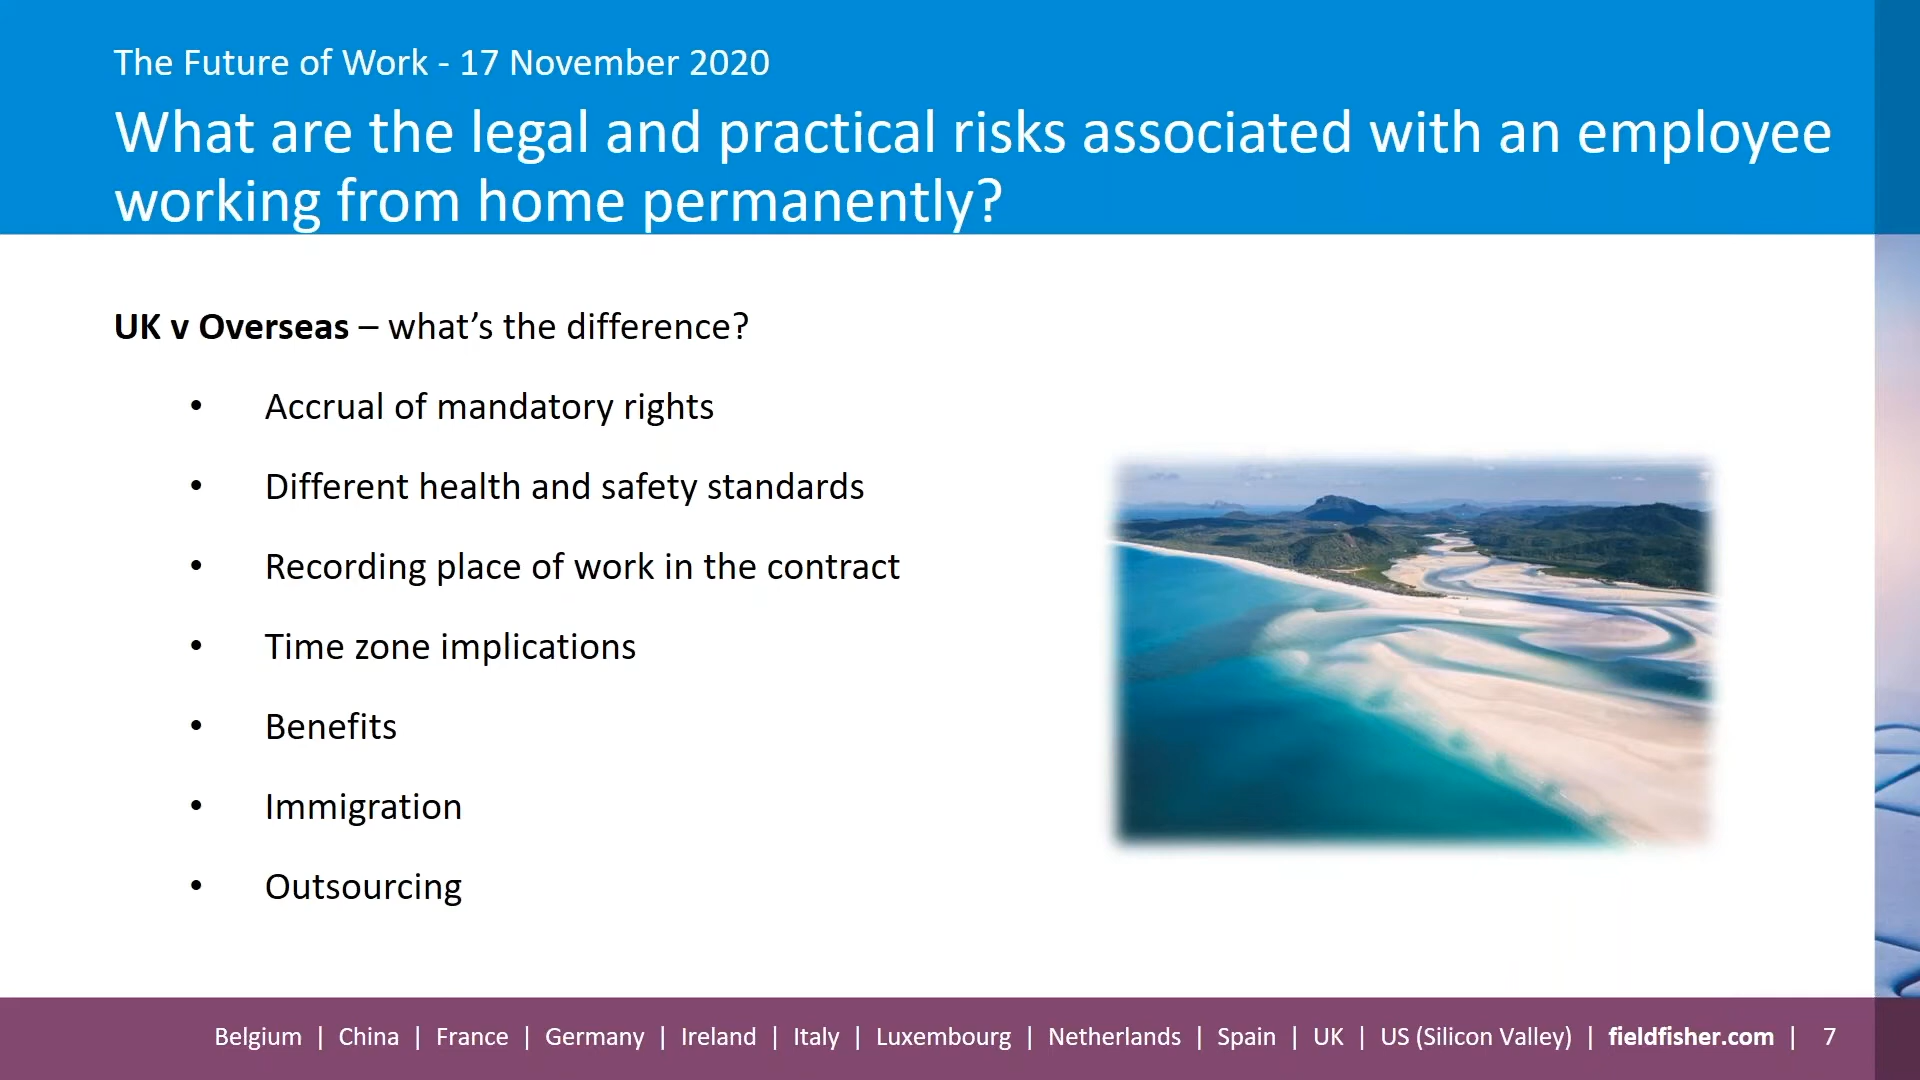 The Future of Work - 17 November 2020
What are the legal and practical risks associated with an employee
working from home permanently?
UK v Overseas – what’s the difference?
• Accrual of mandatory rights
• Different health and safety standards
• Recording place of work in the contract
• Time zone implications
• Benefits
• Immigration
• Outsourcing
Belgium | China | France | Germany | Ireland | Italy | Luxembourg | Netherlands | Spain | UK | US (Silicon Valley) | fieldfisher.com | 7